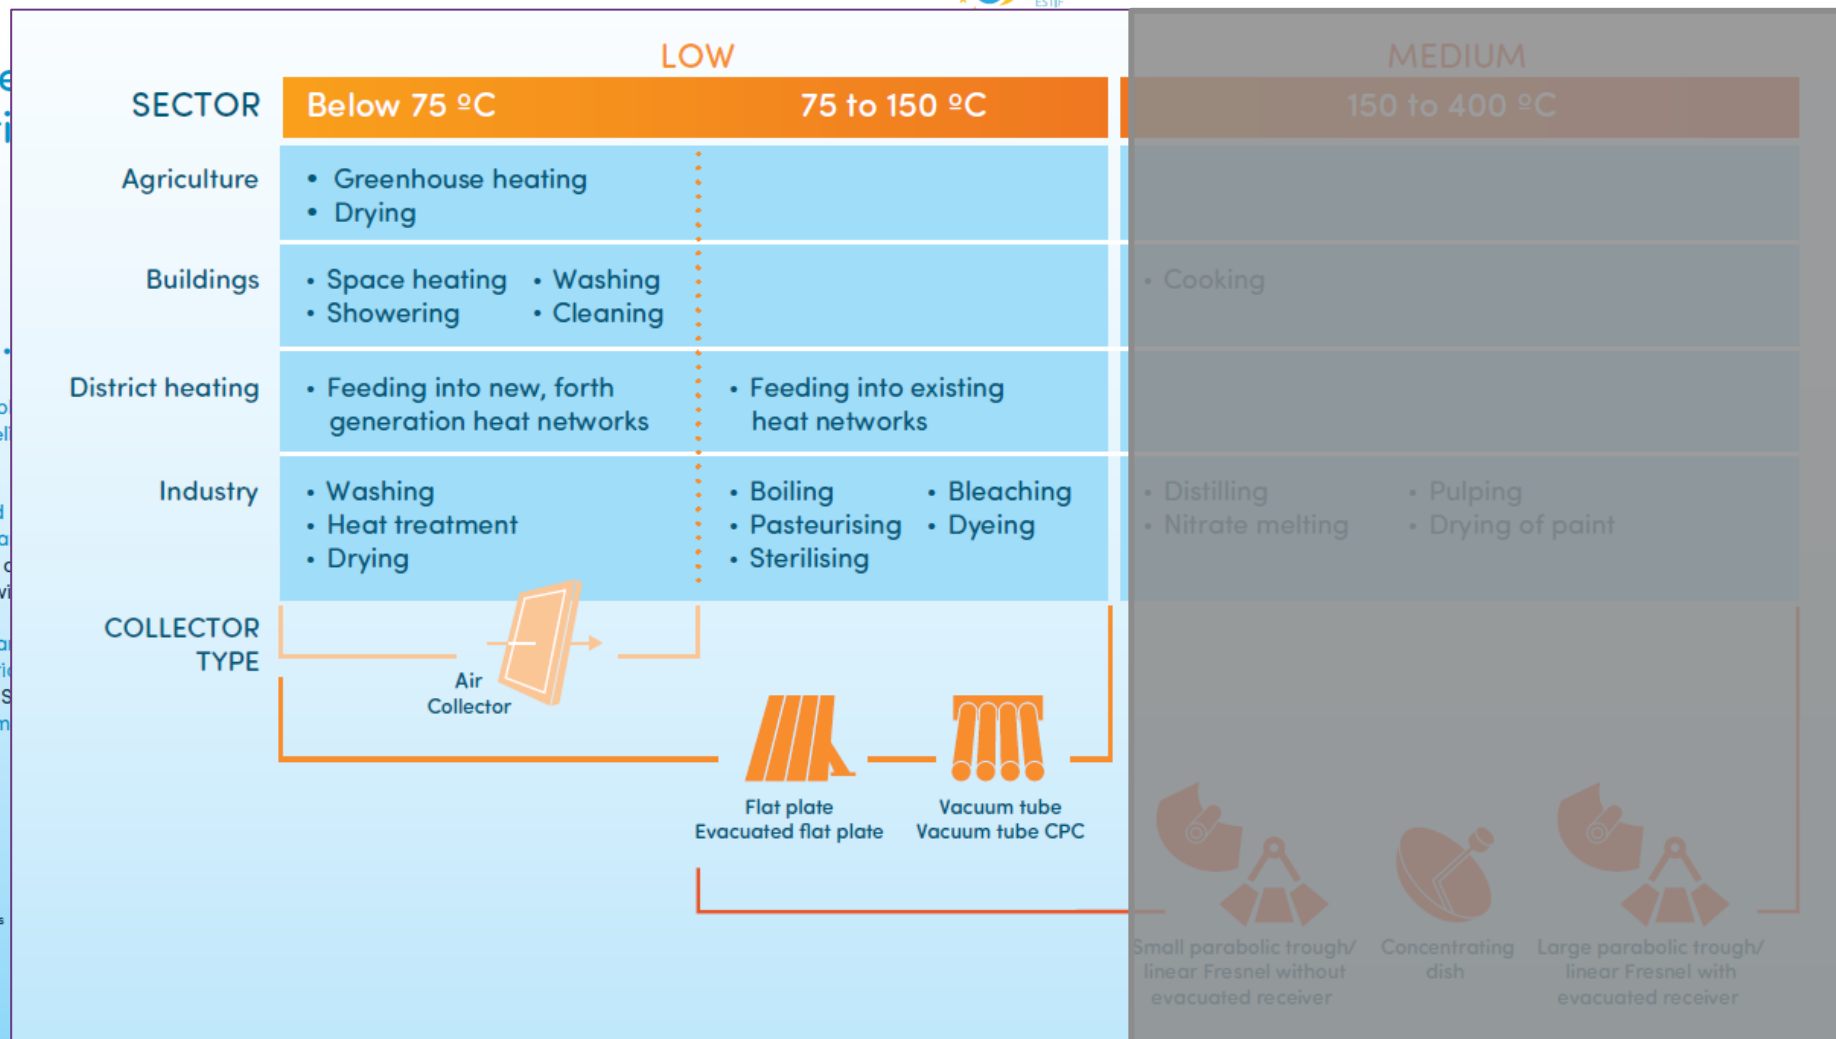 ESTIF
LOW
MEDIUM
SECTOR
Below 75 ºC
75 to 150 ºC
150 to 400 ºC
Agriculture
• Greenhouse heating
• Drying
Buildings
• Space heating • Washing
• Showering • Cleaning
• Cooking
District heating
• Feeding into new, forth
generation heat networks
• Feeding into existing
heat networks
Industry
• Washing
• Heat treatment
• Drying
• Boiling • Bleaching
• Pasteurising • Dyeing
• Sterilising
• Distilling • Pulping
• Nitrate melting • Drying of paint
COLLECTOR
TYPE
Air
Collector
Flat plate
Evacuated flat plate
Vacuum tube
Vacuum tube CPC
Small parabolic trough/
linear Fresnel without
evacuated receiver
Concentrating
dish
Large parabolic trough/
linear Fresnel with
evacuated receiver